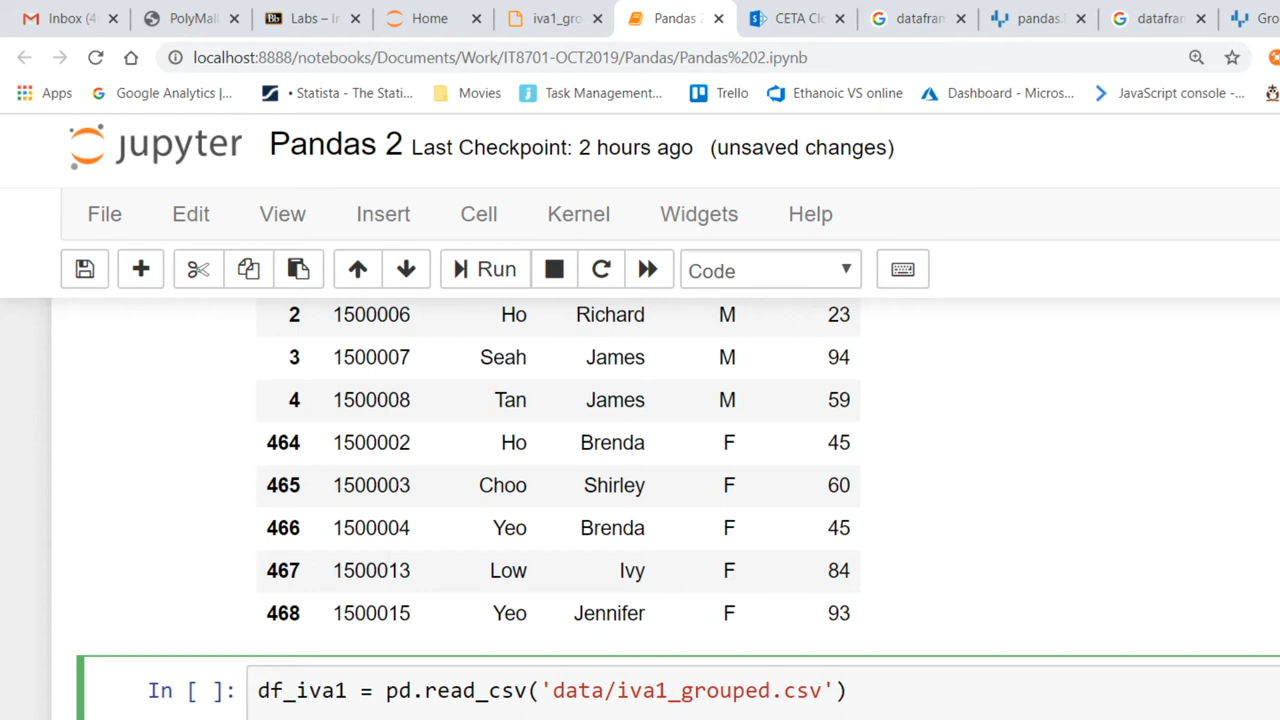 Inbox (4 PolyMall Labs – In Home iva1_gro Pandas 2 CETA Clo datafran pandas. datafran Gro
localhost:8888/notebooks/Documents/Work/IT8701-OCT2019/Pandas/Pandas%202.ipynb
Apps Google Analytics |... • Statista - The Stati... Movies Task Management... Trello Ethanoic VS online Dashboard - Micros... JavaScript console -...
jupyter Pandas 2 Last Checkpoint: 2 hours ago (unsaved changes)
File Edit View Insert Cell Kernel Widgets Help
Run Code
2 1500006 Ho Richard M 23
3 1500007 Seah James M 94
4 1500008 Tan James M 59
464 1500002 Ho Brenda F 45
465 1500003 Choo Shirley F 60
466 1500004 Yeo Brenda F 45
467 1500013 Low Ivy F 84
468 1500015 Yeo Jennifer F 93
In [ ]: df_iva1 = pd.read_csv('data/iva1_grouped.csv')